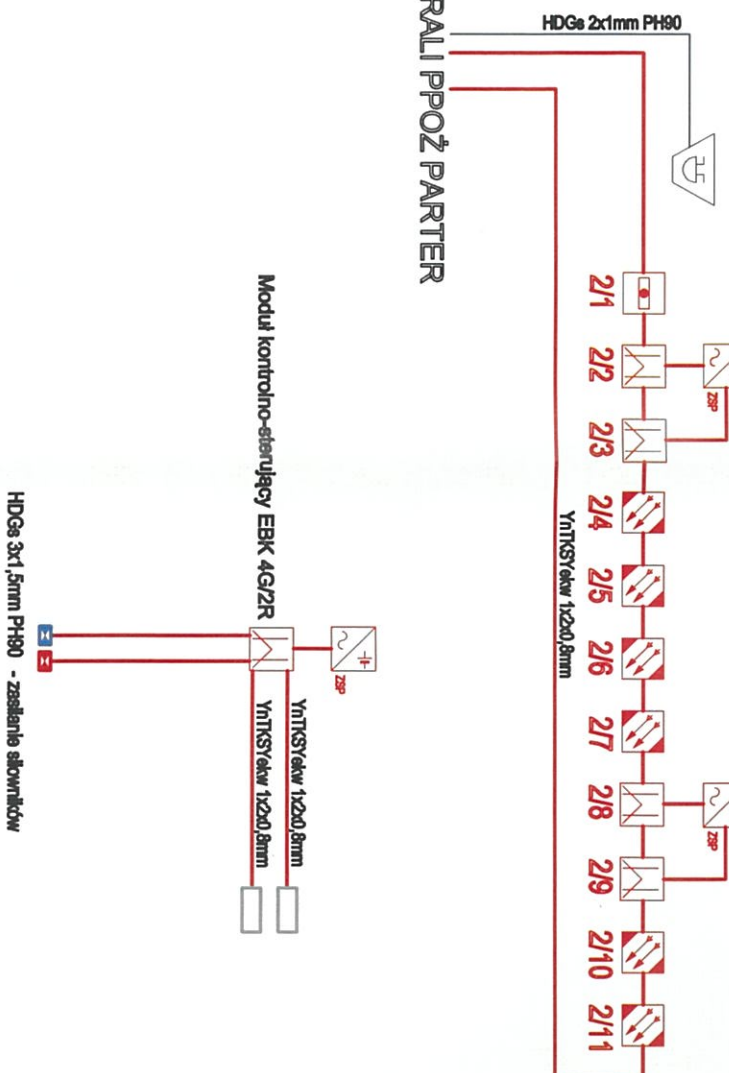 HDGs 2x1mm PH90
RALI PPOŻ PARTER
2/1
2/2
2/3
2/4
2/5
2/6
2/7
2/8
2/9
2/10
2/11
ZSP
ZSP
YnTKSYekw 1x2x0,8mm
Moduł kontrolno-sterujący EBK 4G/2R
ZSP
YnTKSYekw 1x2x0,8mm
YnTKSYekw 1x2x0,8mm
HDGs 3x1,5mm PH90 - zasilanie siłowników